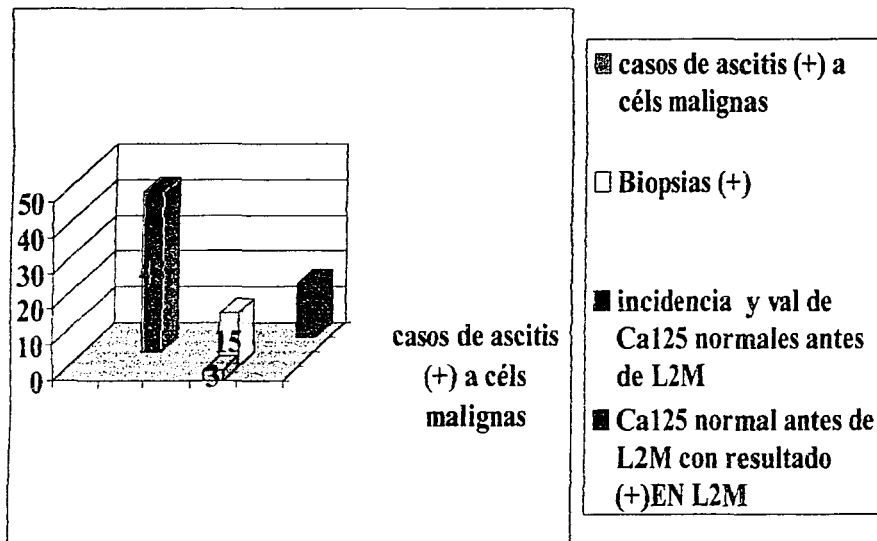 50
40
30
20
10
0
15
3
casos de ascitis
(+) a céls
malignas
casos de ascitis (+) a
céls malignas
Biopsias (+)
incidencia y val de
Ca125 normales antes
de L2M
Ca125 normal antes de
L2M con resultado
(+)EN L2M